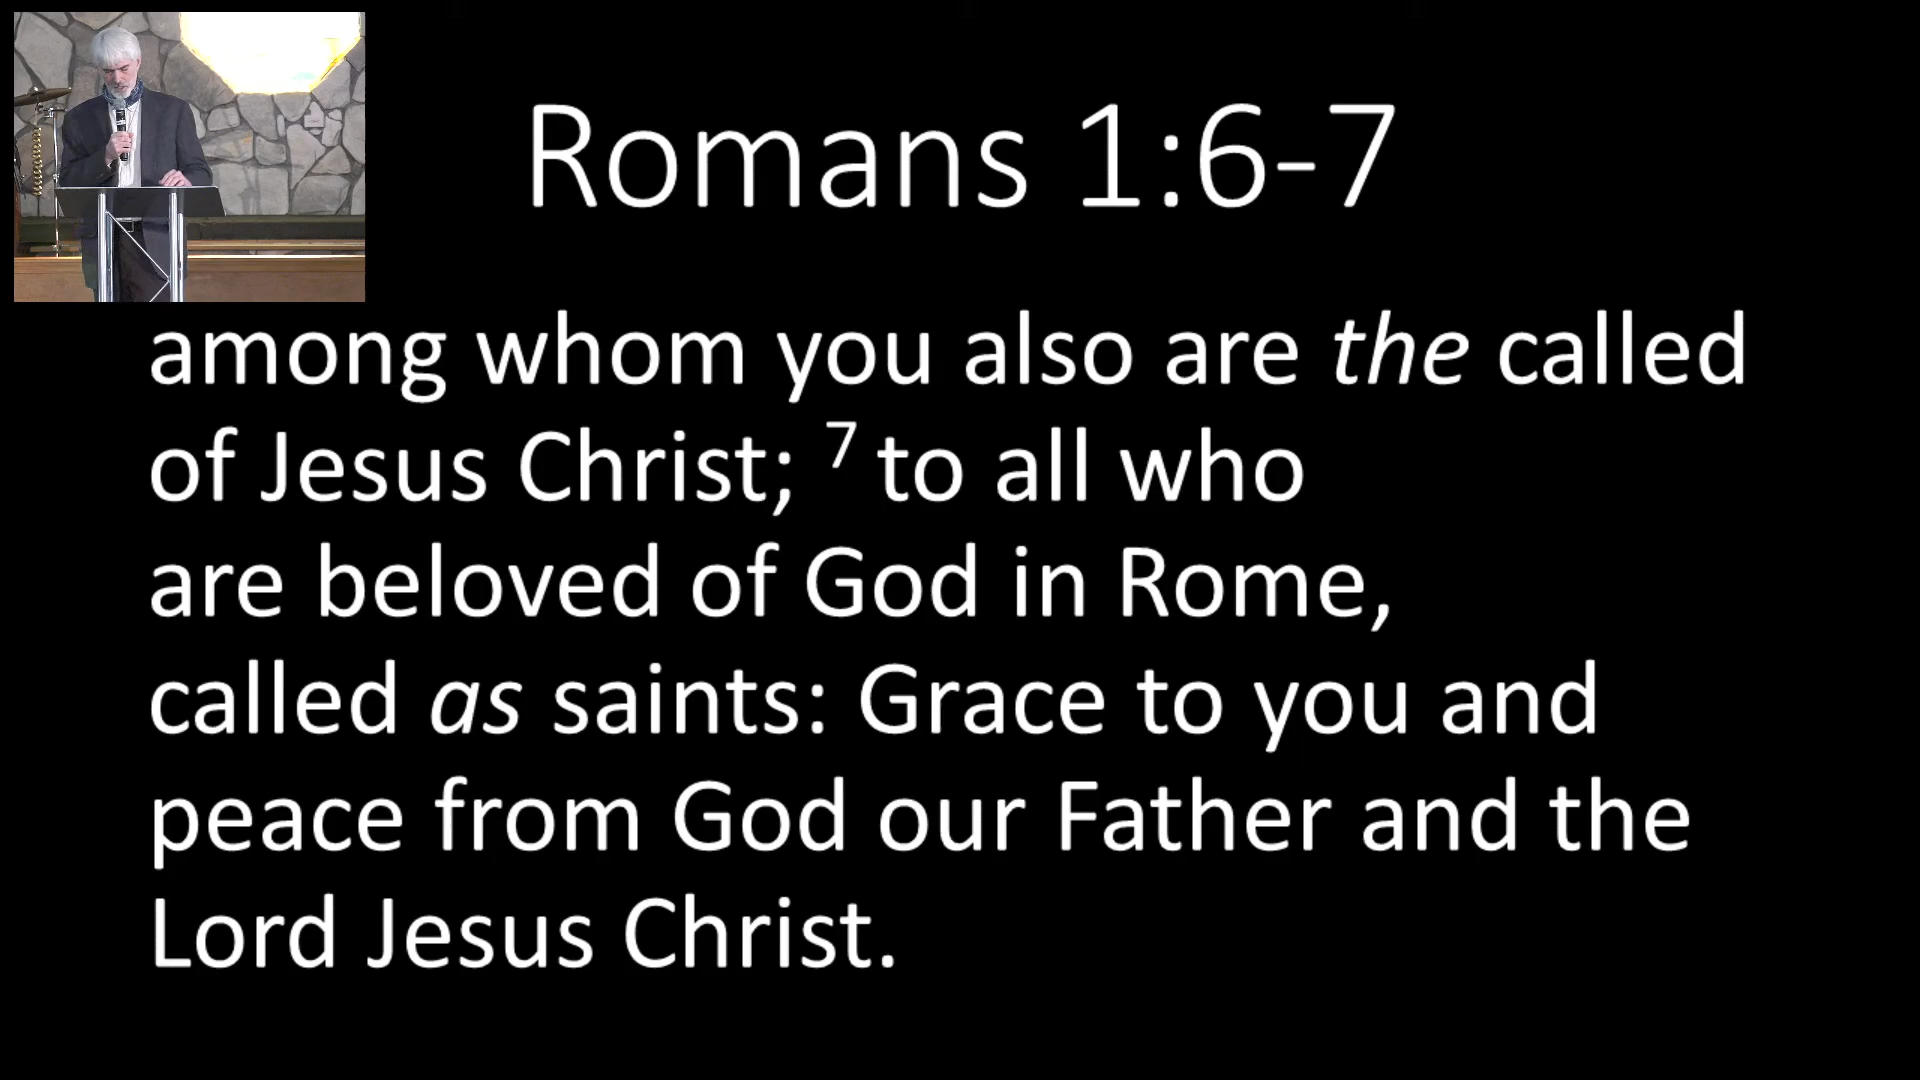 Romans 1:6-7
among whom you also are the called
of Jesus Christ; ⁷ to all who
are beloved of God in Rome,
called as saints: Grace to you and
peace from God our Father and the
Lord Jesus Christ.